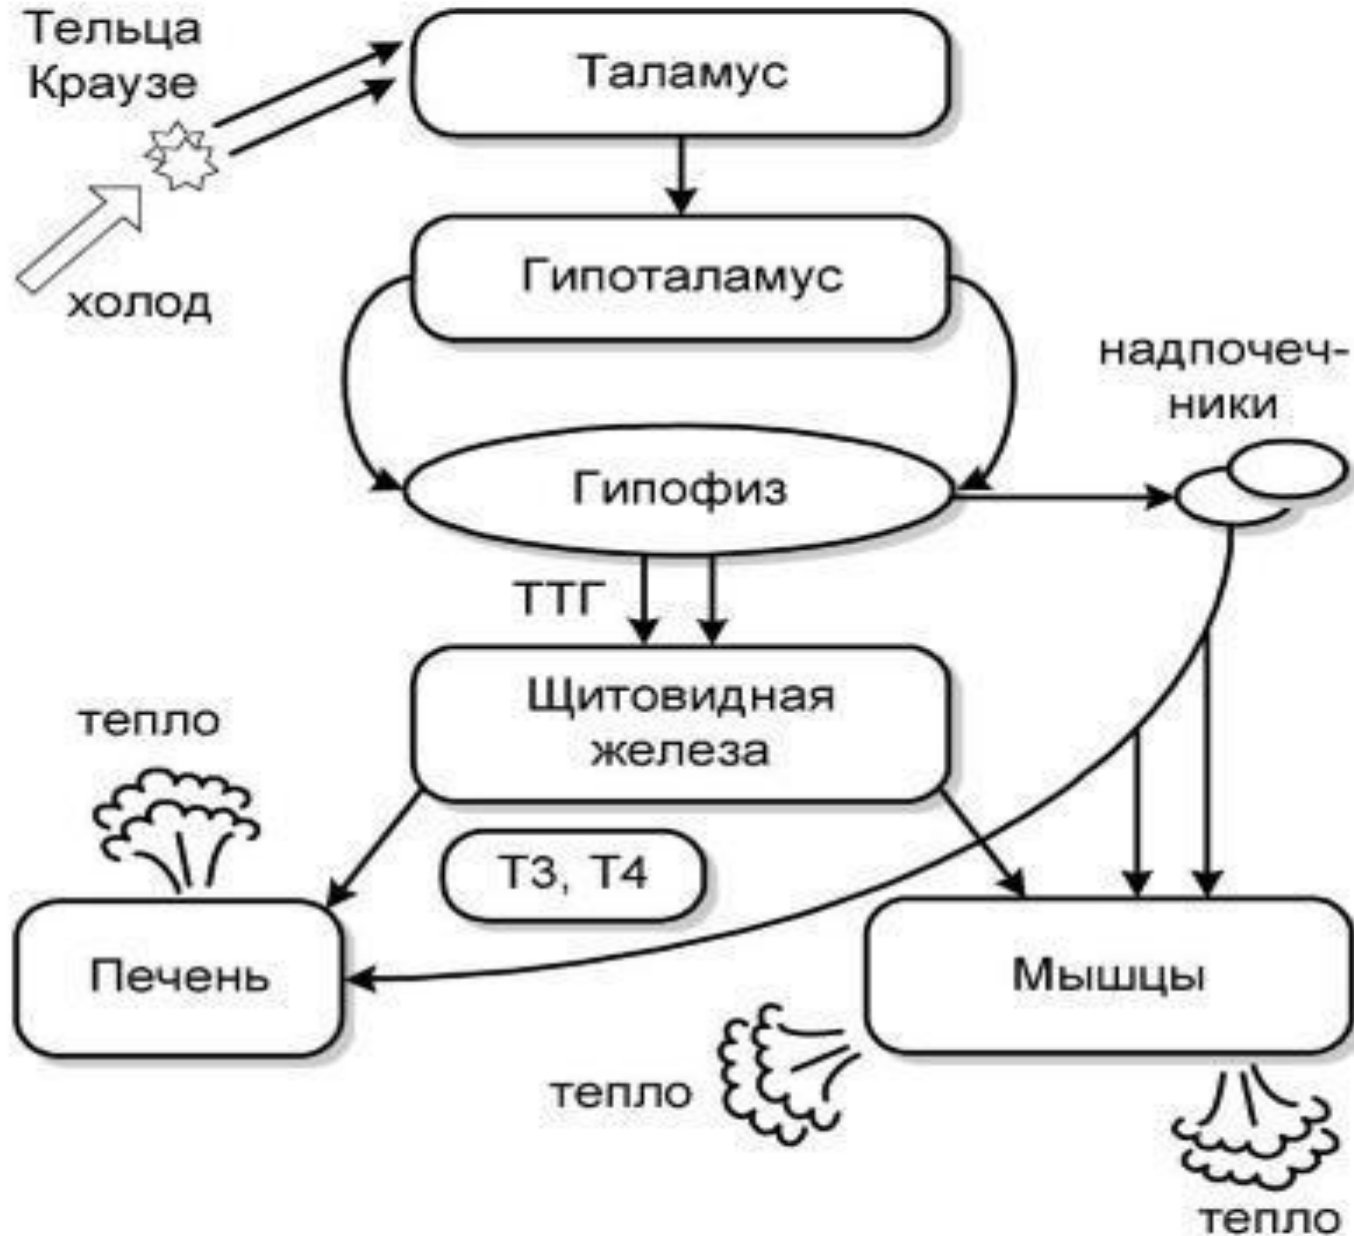 Тельца
Краузе
Таламус
холод
Гипоталамус
надпочеч-
ники
Гипофиз
ТТГ
Щитовидная
железа
тепло
Т3, Т4
Печень
Мышцы
тепло
тепло